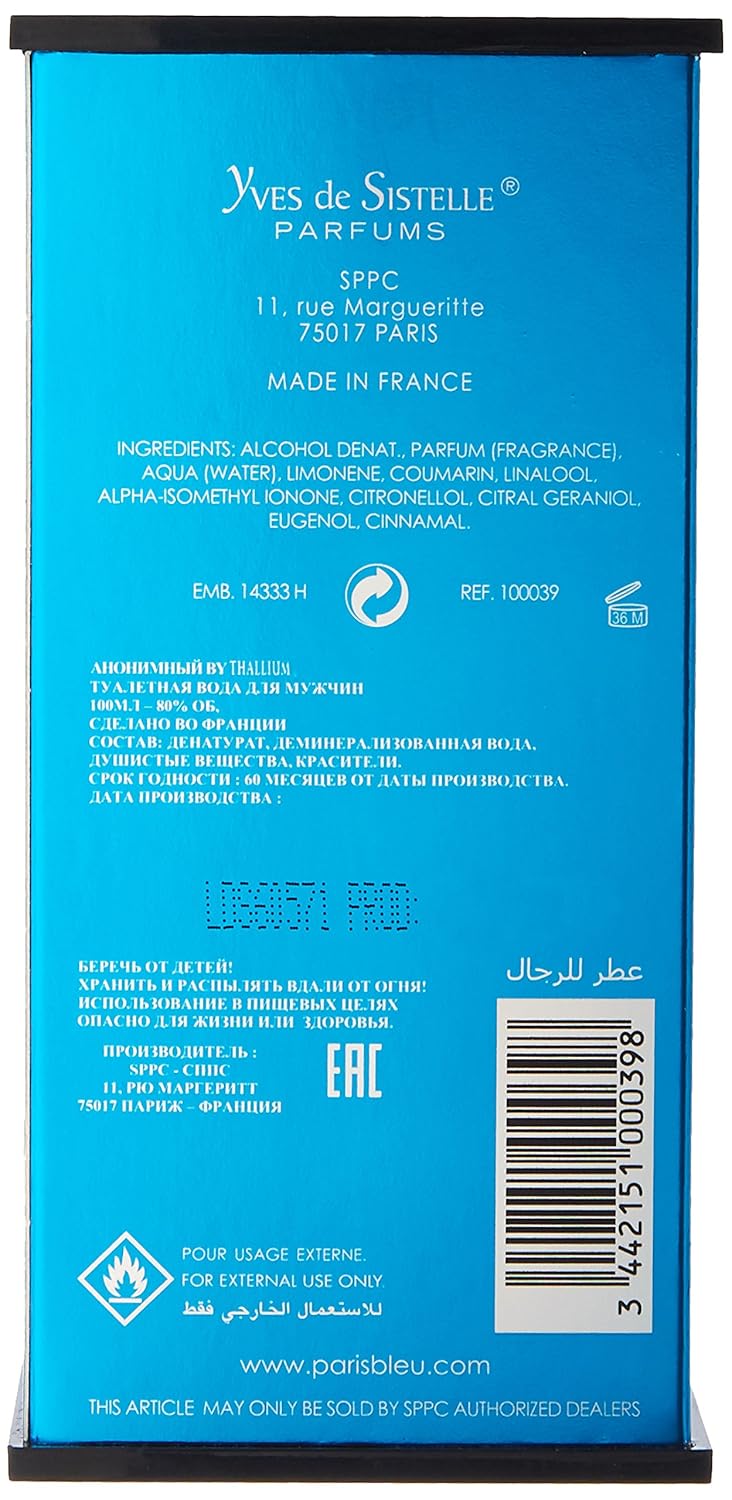 Yves de Sistelle®
PARFUMS
SPPC
11, rue Margueritte
75017 PARIS
MADE IN FRANCE
INGREDIENTS: ALCOHOL DENAT., PARFUM (FRAGRANCE),
AQUA (WATER), LIMONENE, COUMARIN, LINALOOL,
ALPHA-ISOMETHYL IONONE, CITRONELLOL, CITRAL GERANIOL,
EUGENOL, CINNAMAL.
EMB. 14333 H
REF. 100039
36 M
АНОНИМНЫЙ BY THALLIUM
ТУАЛЕТНАЯ ВОДА ДЛЯ МУЖЧИН
100МЛ – 80% ОБ,
СДЕЛАНО ВО ФРАНЦИИ
СОСТАВ: ДЕНАТУРАТ, ДЕМИНЕРАЛИЗОВАННАЯ ВОДА,
ДУШИСТЫЕ ВЕЩЕСТВА, КРАСИТЕЛИ.
СРОК ГОДНОСТИ : 60 МЕСЯЦЕВ ОТ ДАТЫ ПРОИЗВОДСТВА.
ДАТА ПРОИЗВОДСТВА :
PROD:
БЕРЕЧЬ ОТ ДЕТЕЙ!
ХРАНИТЬ И РАСПЫЛЯТЬ ВДАЛИ ОТ ОГНЯ!
ИСПОЛЬЗОВАНИЕ В ПИЩЕВЫХ ЦЕЛЯХ
ОПАСНО ДЛЯ ЖИЗНИ ИЛИ ЗДОРОВЬЯ.
ПРОИЗВОДИТЕЛЬ :
SPPC - СППС
11, РЮ МАРГЕРИТТ
75017 ПАРИЖ – ФРАНЦИЯ
EAC
عطر للرجال
3 442151 000398
POUR USAGE EXTERNE.
FOR EXTERNAL USE ONLY.
للاستعمال الخارجي فقط
www.parisbleu.com
THIS ARTICLE MAY ONLY BE SOLD BY SPPC AUTHORIZED DEALERS